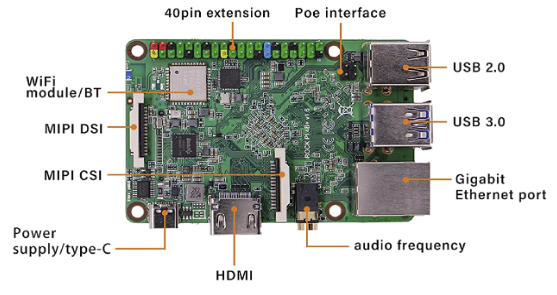 40pin extension
Poe interface
WiFi
module/BT
USB 2.0
MIPI DSI
USB 3.0
MIPI CSI
Gigabit
Ethernet port
Power
supply/type-C
audio frequency
HDMI